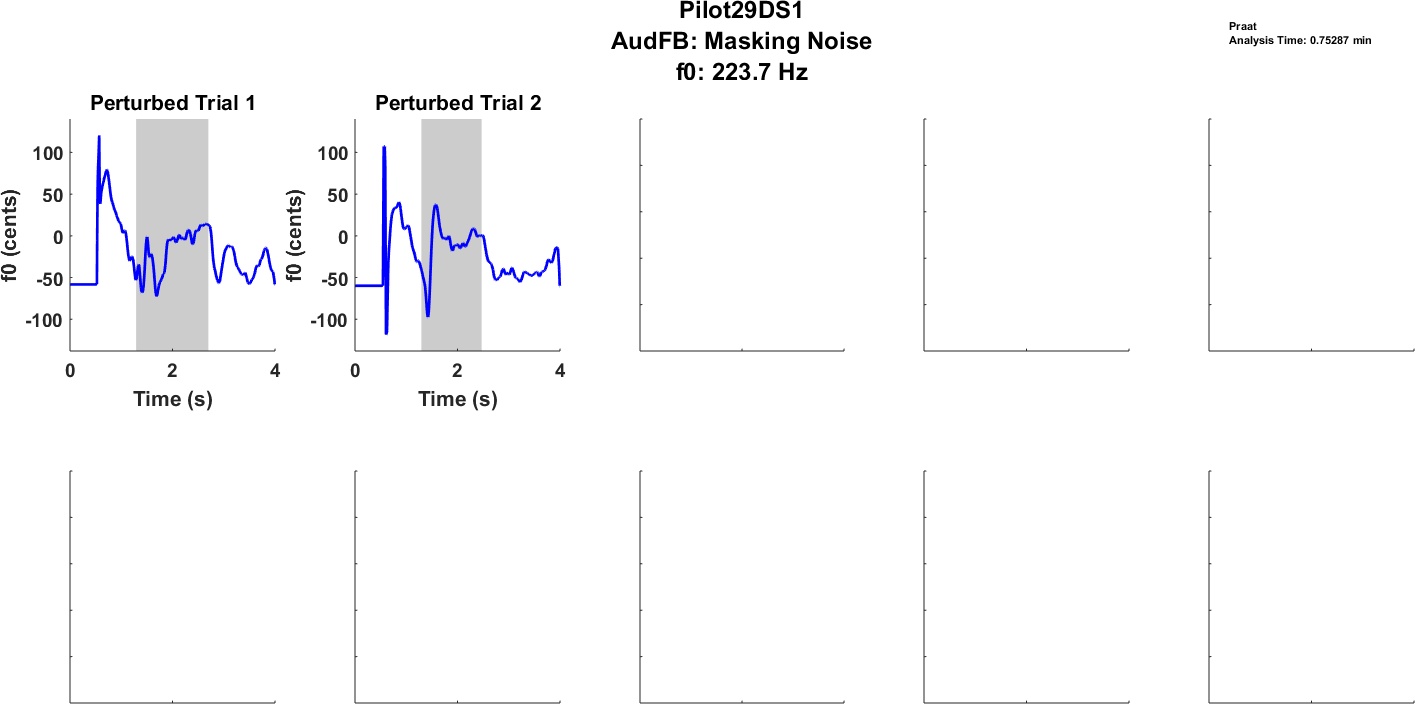 Pilot29DS1
AudFB: Masking Noise
f0: 223.7 Hz
Praat
Analysis Time: 0.75287 min
Perturbed Trial 1
100
50
0
-50
-100
f0 (cents)
0 2 4
Time (s)
Perturbed Trial 2
100
50
0
-50
-100
f0 (cents)
0 2 4
Time (s)